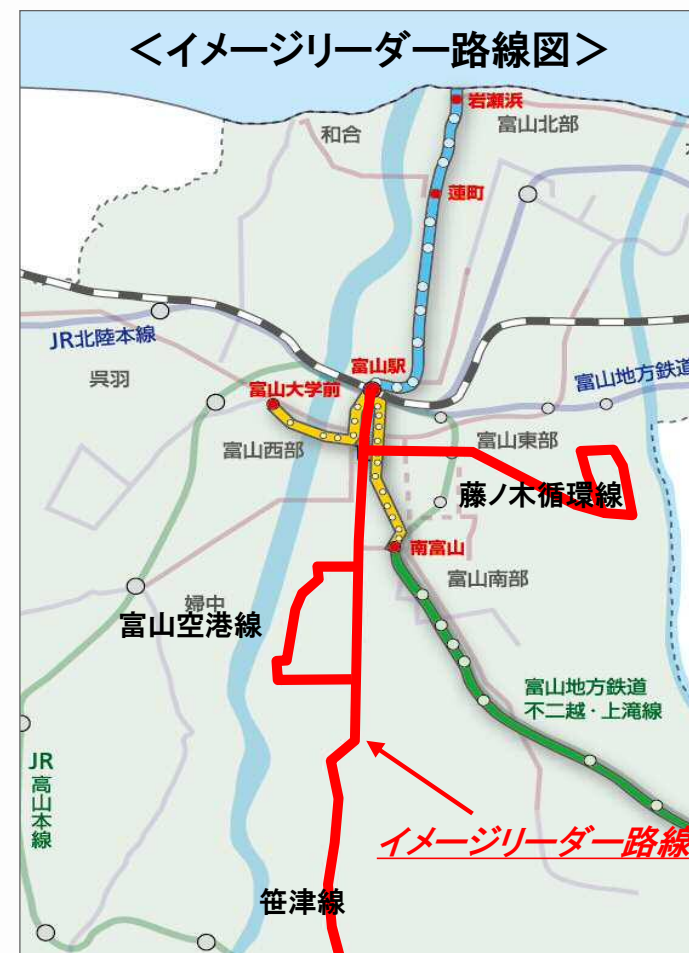 ＜イメージリーダー路線図＞
岩瀬浜
富山北部
和合
蓮町
JR北陸本線
富山駅
呉羽
富山大学前
富山地方鉄道
富山西部
富山東部
藤ノ木循環線
南富山
富山南部
婦中
富山空港線
富山地方鉄道
不二越・上滝線
JR
高山本線
イメージリーダー路線
笹津線